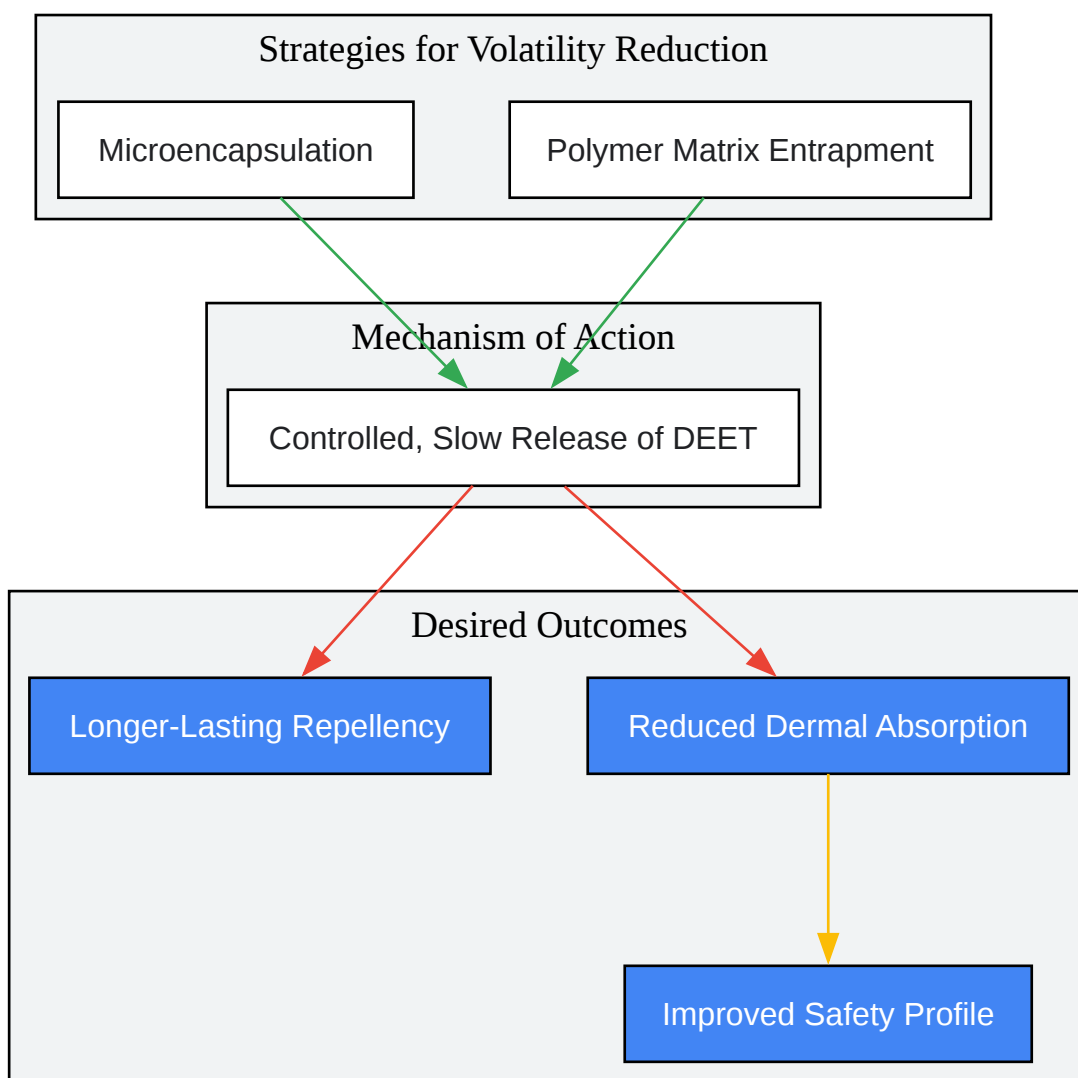 Strategies for Volatility Reduction
Microencapsulation
Polymer Matrix Entrapment
Mechanism of Action
Controlled, Slow Release of DEET
Desired Outcomes
Longer-Lasting Repellency
Reduced Dermal Absorption
Improved Safety Profile